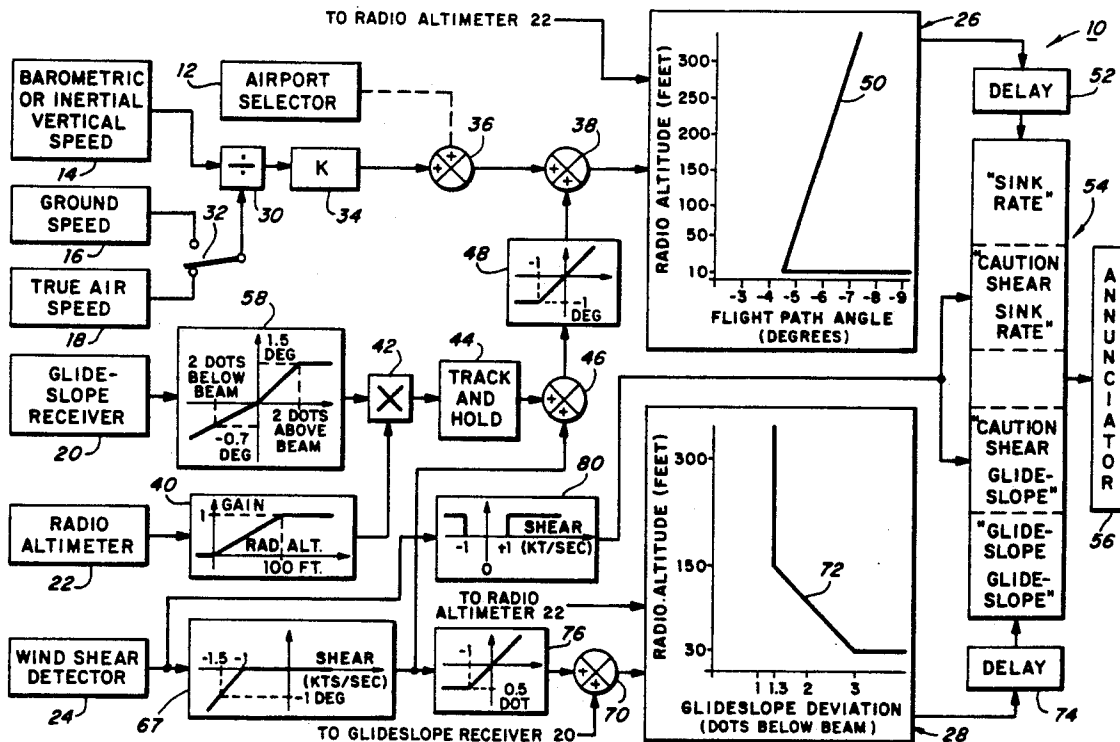 TO RADIO ALTIMETER 22
26
10
BAROMETRIC
OR INERTIAL
VERTICAL
SPEED
14
12
AIRPORT
SELECTOR
36
38
÷
30
K
34
GROUND
SPEED
16
32
TRUE AIR
SPEED
18
RADIO ALTITUDE (FEET)
300
250
200
150
100
50
10
50
-3 -4 -5 -6 -7 -8 -9
FLIGHT PATH ANGLE
(DEGREES)
DELAY
52
"SINK
RATE"
54
"CAUTION
SHEAR
SINK
RATE"
"CAUTION
SHEAR
GLIDE-
SLOPE"
"GLIDE-
SLOPE
GLIDE-
SLOPE"
ANNUNCIATOR
56
48
-1
-1
DEG
58
1.5
DEG
2 DOTS
BELOW
BEAM
2 DOTS
ABOVE
BEAM
-0.7
DEG
GLIDE-
SLOPE
RECEIVER
20
42
X
44
TRACK
AND
HOLD
46
40
GAIN
1
RAD ALT.
100 FT.
RADIO
ALTIMETER
22
80
SHEAR
-1 +1 (KT/SEC)
0
TO RADIO
ALTIMETER 22
WIND SHEAR
DETECTOR
24
67
-1.5 -1
SHEAR
(KTS/SEC)
-1 DEG
76
-1
0.5
DOT
70
TO GLIDESLOPE RECEIVER 20
RADIO.ALTITUDE (FEET)
300
150
30
72
1 1.3 2 3
GLIDESLOPE DEVIATION
(DOTS BELOW BEAM)
28
DELAY
74